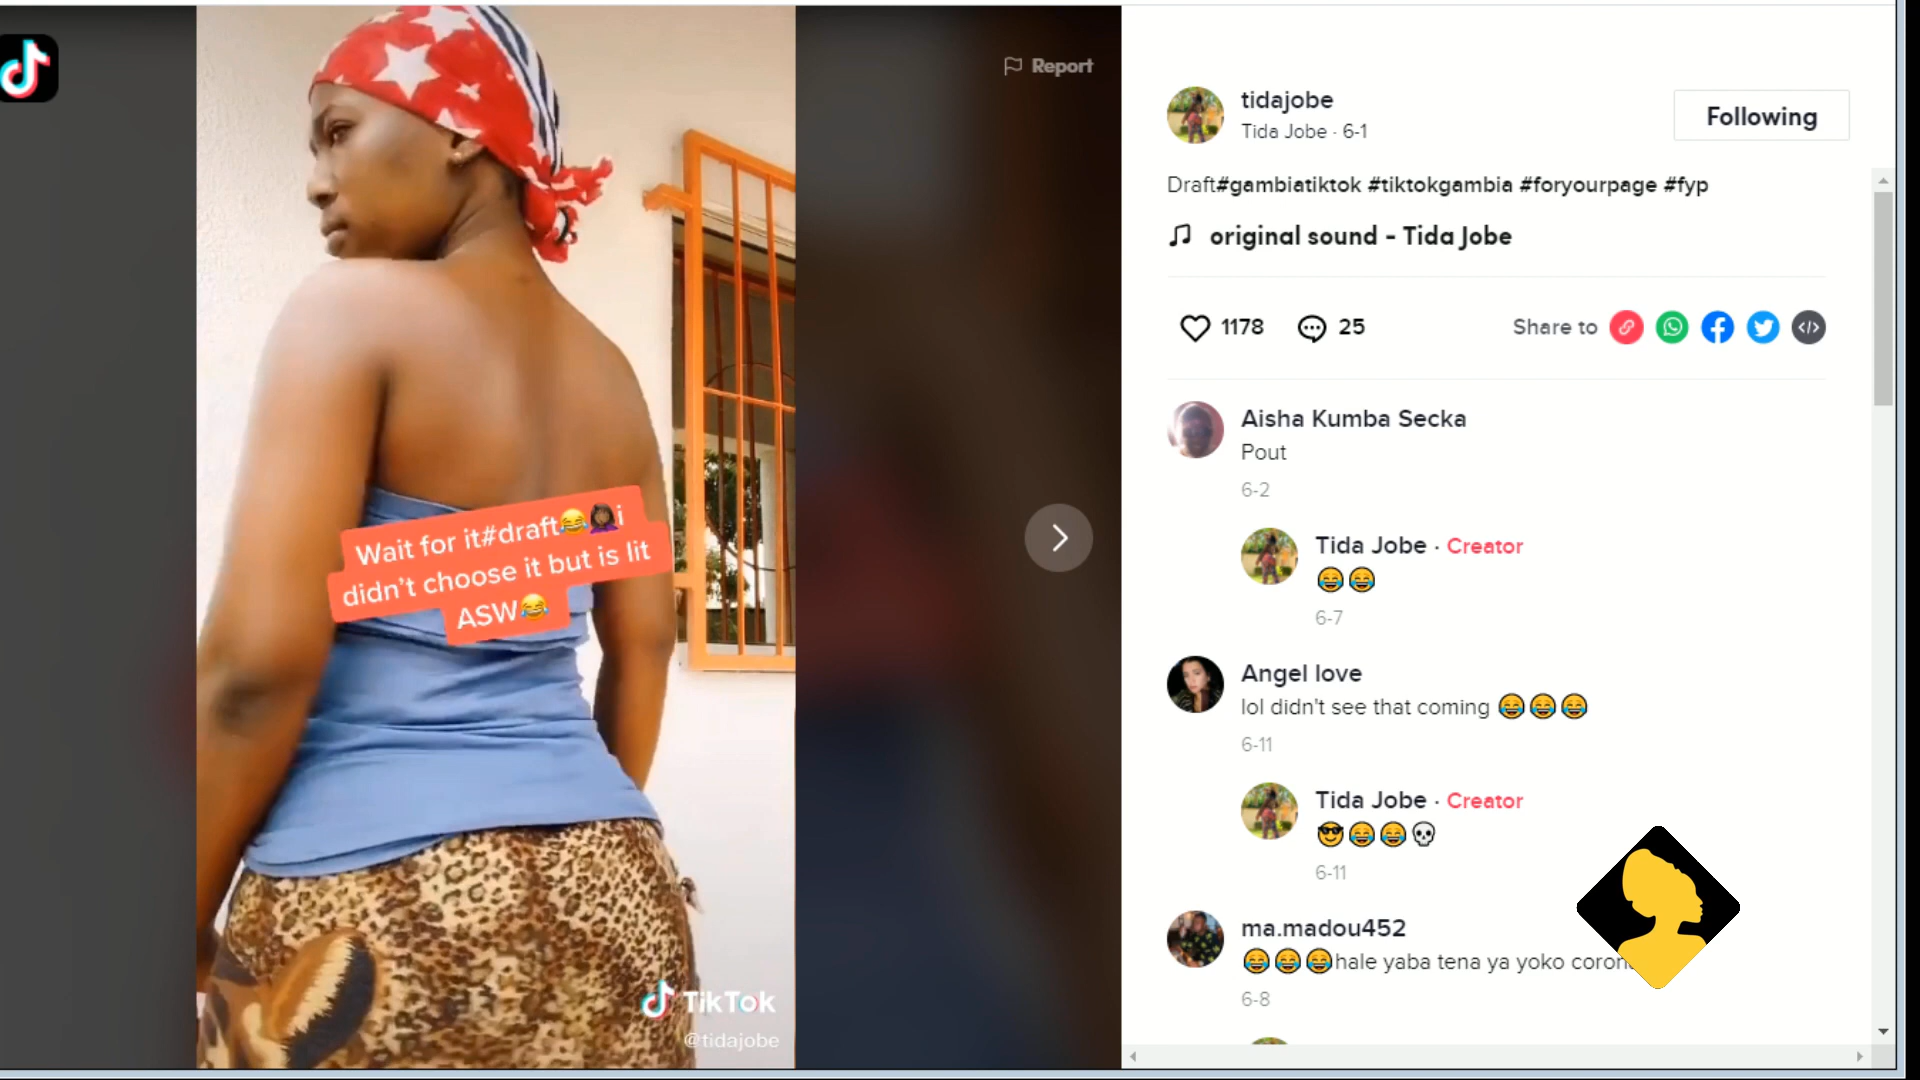 Report
Wait for it#draft😂🤦🏿‍♀️i
didn't choose it but is lit
ASW😂
TikTok
@tidajobe
tidajobe
Tida Jobe · 6-1
Following
Draft#gambiatiktok #tiktokgambia #foryourpage #fyp
original sound - Tida Jobe
1178
25
Share to
Aisha Kumba Secka
Pout
6-2
Tida Jobe · Creator
😂😂
6-7
Angel love
lol didn't see that coming 😂😂😂
6-11
Tida Jobe · Creator
😎😂😂💀
6-11
ma.madou452
😂😂😂hale yaba tena ya yoko
6-8